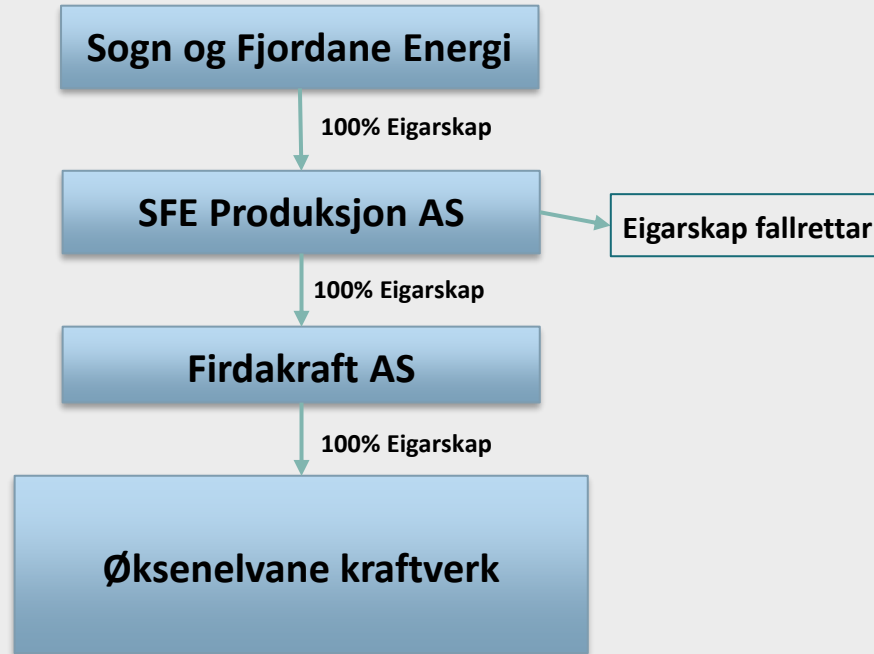 Sogn og Fjordane Energi
100% Eigarskap
SFE Produksjon AS
Eigarskap fallrettar
100% Eigarskap
Firdakraft AS
100% Eigarskap
Øksenelvane kraftverk